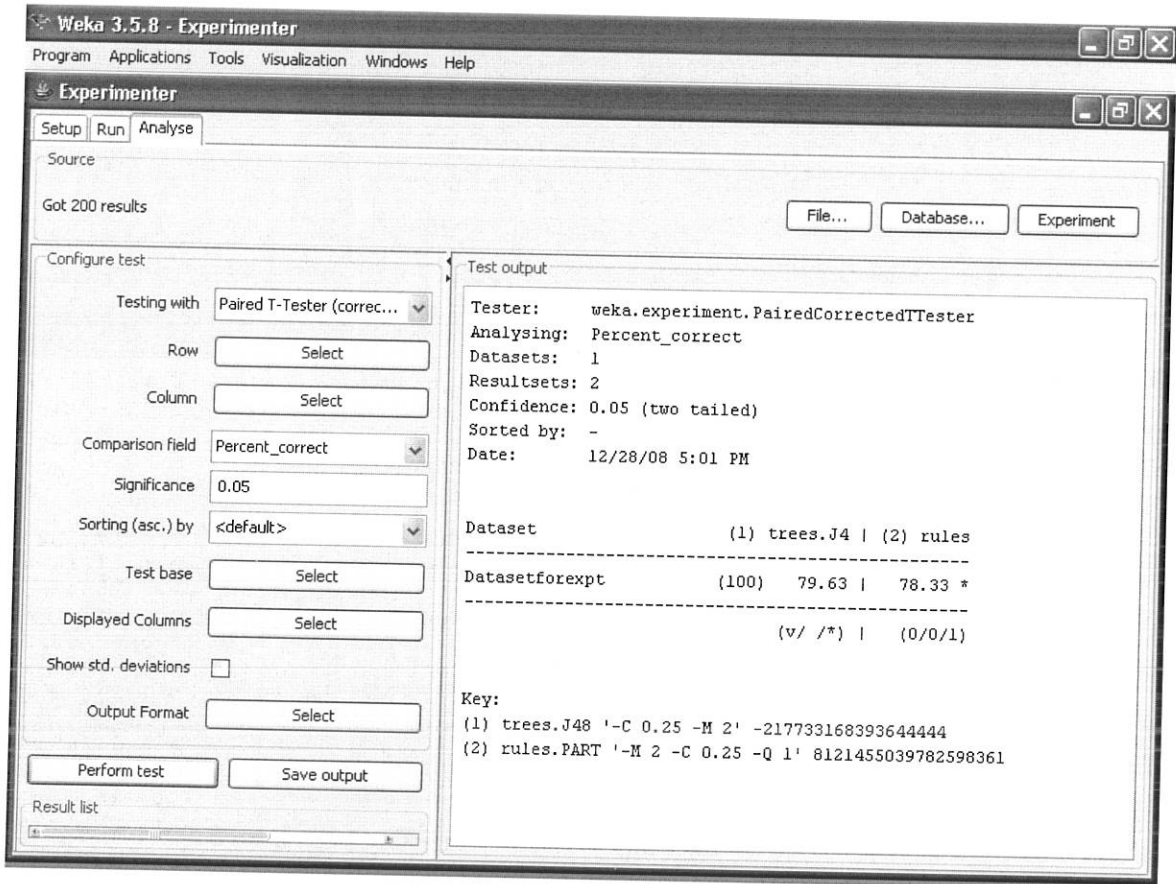 Weka 3.5.8 - Experimenter
Program Applications Tools Visualization Windows Help
Experimenter
Setup Run Analyse
Source
Got 200 results
File... Database... Experiment
Configure test
Testing with Paired T-Tester (correc...
Row Select
Column Select
Comparison field Percent_correct
Significance 0.05
Sorting (asc.) by <default>
Test base Select
Displayed Columns Select
Show std. deviations
Output Format Select
Perform test Save output
Result list
Test output
Tester: weka.experiment.PairedCorrectedTTester
Analysing: Percent_correct
Datasets: 1
Resultsets: 2
Confidence: 0.05 (two tailed)
Sorted by: -
Date: 12/28/08 5:01 PM
Dataset (1) trees.J4 | (2) rules
--------------------------------------------------
Datasetforexpt (100) 79.63 | 78.33 *
--------------------------------------------------
(v/ /*) | (0/0/1)
Key:
(1) trees.J48 '-C 0.25 -M 2' -217733168393644444
(2) rules.PART '-M 2 -C 0.25 -Q 1' 8121455039782598361